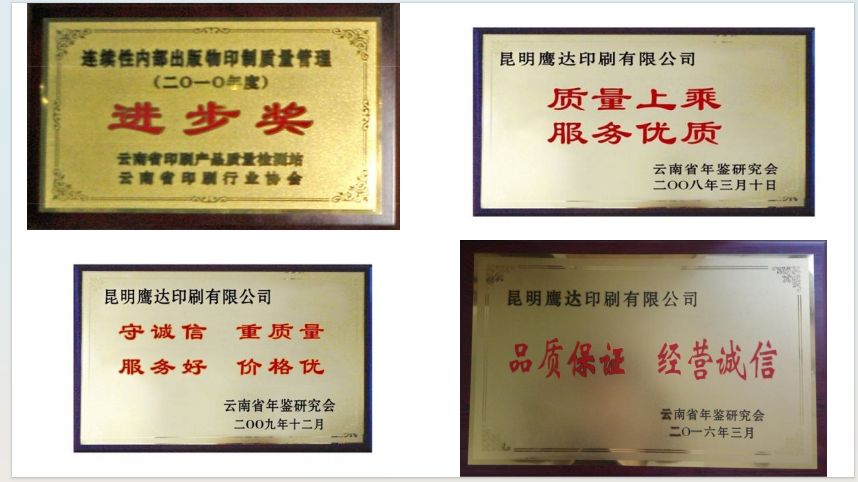 连续性内部出版物印制质量管理
（二〇一〇年度）
进步奖
云南省印刷产品质量检测站
云南省印刷行业协会
昆明鹰达印刷有限公司
质量上乘
服务优质
云南省年鉴研究会
二〇〇八年三月十日
昆明鹰达印刷有限公司
守诚信 重质量
服务好 价格优
云南省年鉴研究会
二〇〇九年十二月
昆明鹰达印刷有限公司
品质保证 经营诚信
云南省年鉴研究会
二〇一六年三月